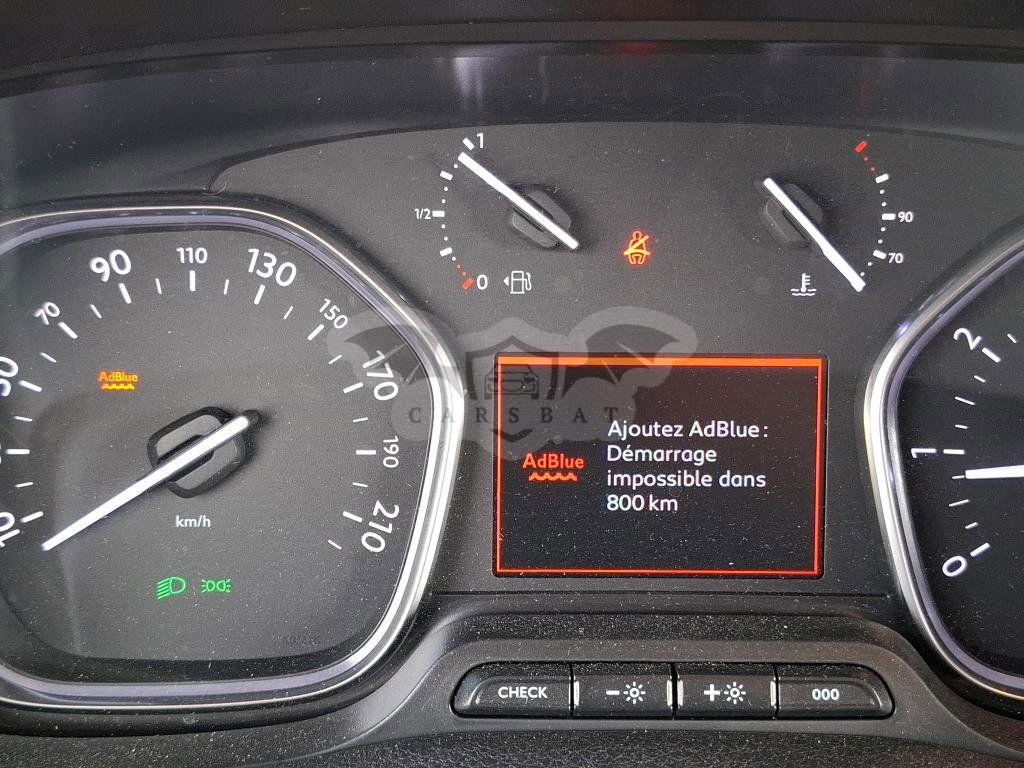 1
1/2
0
90
70
70
90
110
130
150
170
190
210
km/h
AdBlue
CARSBAT
Ajoutez AdBlue :
Démarrage
impossible dans
800 km
AdBlue
2
1
0
CHECK
-
+
000